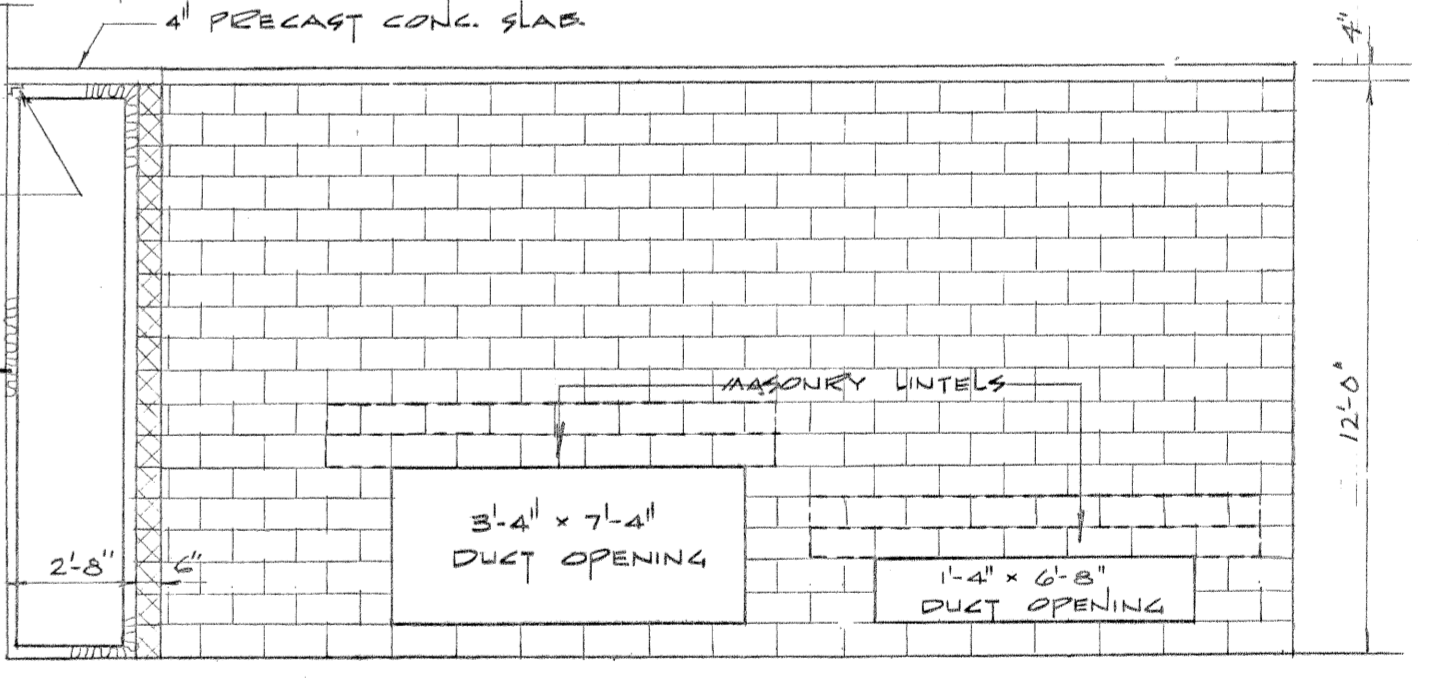 4" PRECAST CONC. SLAB
4"
MASONRY LINTELS
12'-0"
3'-4" x 7'-4"
DUCT OPENING
2'-8"
6"
1'-4" x 6'-8"
DUCT OPENING